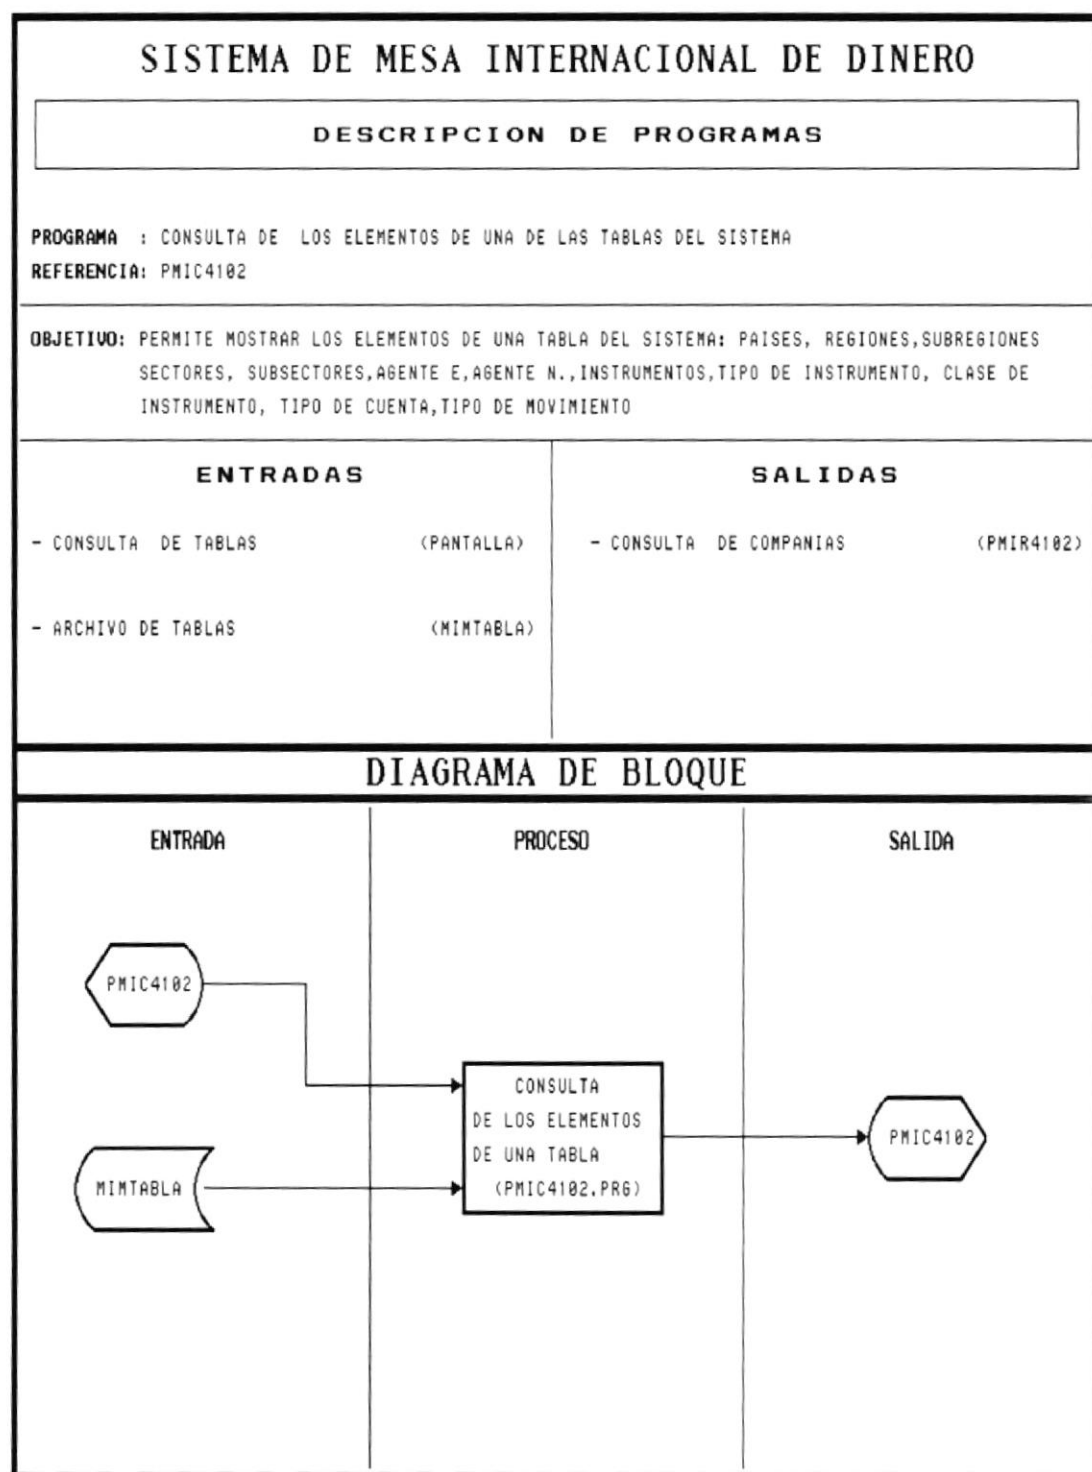 SISTEMA DE MESA INTERNACIONAL DE DINERO
DESCRIPCION DE PROGRAMAS
PROGRAMA : CONSULTA DE LOS ELEMENTOS DE UNA DE LAS TABLAS DEL SISTEMA
REFERENCIA: PMIC4102
OBJETIVO: PERMITE MOSTRAR LOS ELEMENTOS DE UNA TABLA DEL SISTEMA: PAISES, REGIONES,SUBREGIONES
SECTORES, SUBSECTORES,AGENTE E,AGENTE N.,INSTRUMENTOS,TIPO DE INSTRUMENTO, CLASE DE
INSTRUMENTO, TIPO DE CUENTA,TIPO DE MOVIMIENTO
ENTRADAS
- CONSULTA DE TABLAS (PANTALLA)
- ARCHIVO DE TABLAS (MIMTABLA)
SALIDAS
- CONSULTA DE COMPANIAS (PMIR4102)
DIAGRAMA DE BLOQUE
ENTRADA PROCESO SALIDA
PMIC4102
MIMTABLA
CONSULTA
DE LOS ELEMENTOS
DE UNA TABLA
(PMIC4102.PRG)
PMIC4102